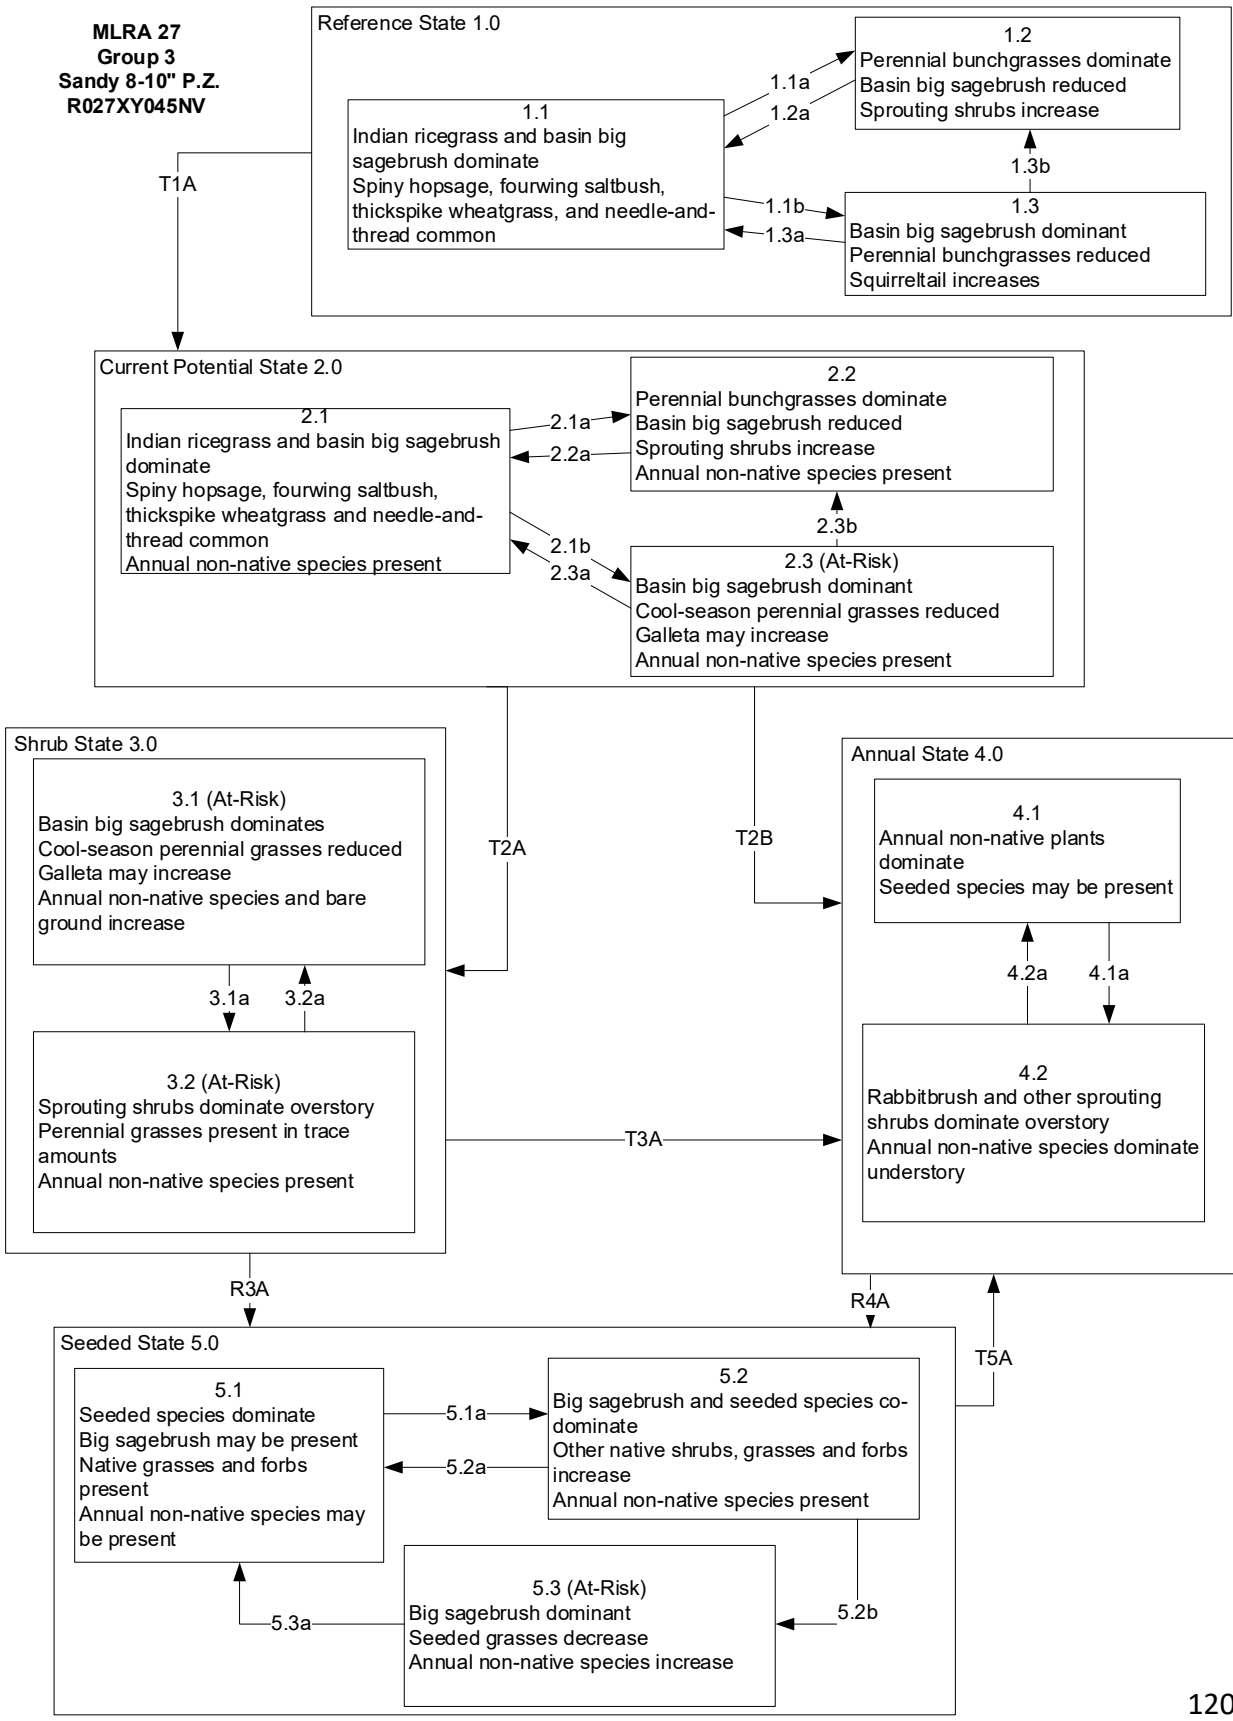 MLRA 27
Group 3
Sandy 8-10" P.Z.
R027XY045NV
Reference State 1.0
1.1
Indian ricegrass and basin big
sagebrush dominate
Spiny hopsage, fourwing saltbush,
thickspike wheatgrass, and needle-and-
thread common
1.1a
1.2a
1.2
Perennial bunchgrasses dominate
Basin big sagebrush reduced
Sprouting shrubs increase
1.3b
1.1b
1.3a
1.3
Basin big sagebrush dominant
Perennial bunchgrasses reduced
Squirreltail increases
T1A
Current Potential State 2.0
2.1
Indian ricegrass and basin big sagebrush
dominate
Spiny hopsage, fourwing saltbush,
thickspike wheatgrass and needle-and-
thread common
Annual non-native species present
2.1a
2.2a
2.2
Perennial bunchgrasses dominate
Basin big sagebrush reduced
Sprouting shrubs increase
Annual non-native species present
2.3b
2.1b
2.3a
2.3 (At-Risk)
Basin big sagebrush dominant
Cool-season perennial grasses reduced
Galleta may increase
Annual non-native species present
T2A
T2B
Shrub State 3.0
3.1 (At-Risk)
Basin big sagebrush dominates
Cool-season perennial grasses reduced
Galleta may increase
Annual non-native species and bare
ground increase
3.1a
3.2a
3.2 (At-Risk)
Sprouting shrubs dominate overstory
Perennial grasses present in trace
amounts
Annual non-native species present
T3A
Annual State 4.0
4.1
Annual non-native plants
dominate
Seeded species may be present
4.2a
4.1a
4.2
Rabbitbrush and other sprouting
shrubs dominate overstory
Annual non-native species dominate
understory
R3A
R4A
T5A
Seeded State 5.0
5.1
Seeded species dominate
Big sagebrush may be present
Native grasses and forbs
present
Annual non-native species may
be present
5.1a
5.2a
5.2
Big sagebrush and seeded species co-
dominate
Other native shrubs, grasses and forbs
increase
Annual non-native species present
5.2b
5.3a
5.3 (At-Risk)
Big sagebrush dominant
Seeded grasses decrease
Annual non-native species increase
120